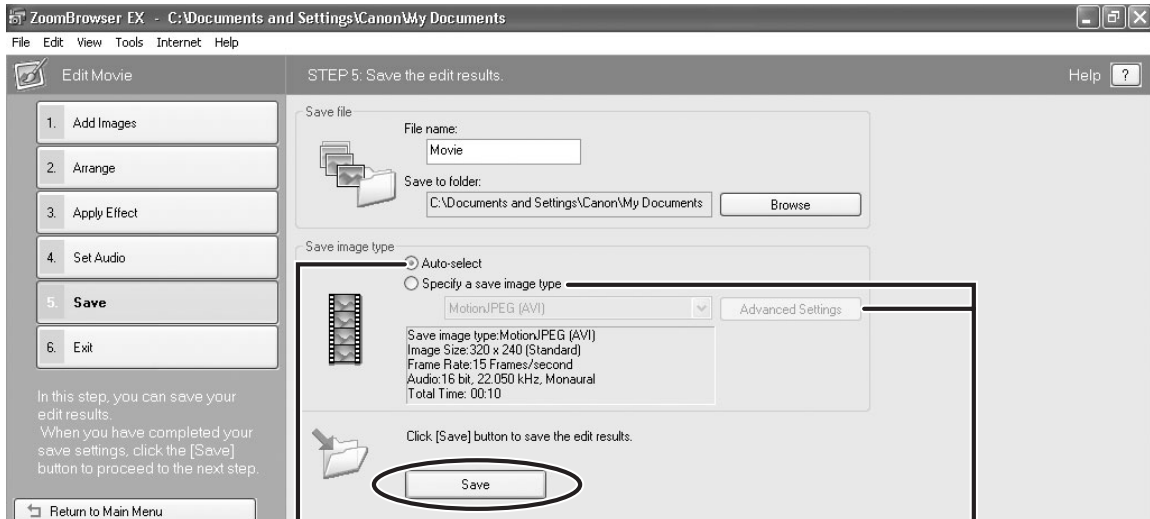 ZoomBrowser EX - C:\Documents and Settings\Canon\My Documents
File Edit View Tools Internet Help
Edit Movie
STEP 5: Save the edit results.
Help ?
1. Add Images
2. Arrange
3. Apply Effect
4. Set Audio
5. Save
6. Exit
In this step, you can save your
edit results.
When you have completed your
save settings, click the [Save]
button to proceed to the next step.
Return to Main Menu
Save file
File name:
Movie
Save to folder:
C:\Documents and Settings\Canon\My Documents
Browse
Save image type
Auto-select
Specify a save image type
MotionJPEG (AVI)
Advanced Settings
Save image type:MotionJPEG (AVI)
Image Size:320 x 240 (Standard)
Frame Rate:15 Frames/second
Audio:16 bit, 22.050 kHz, Monaural
Total Time: 00:10
Click [Save] button to save the edit results.
Save